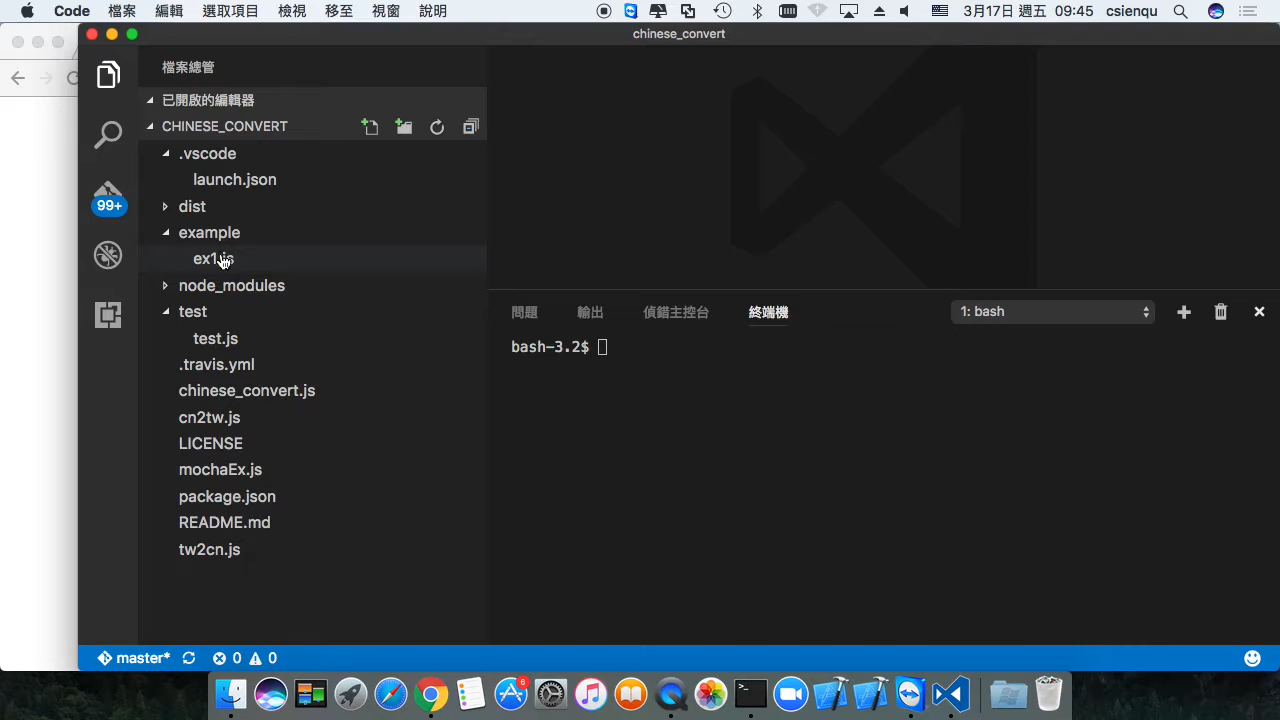 Code 檔案 編輯 選取項目 檢視 移至 視窗 說明 3月17日 週五 09:45 csienqu
chinese_convert
檔案總管
已開啟的編輯器
CHINESE_CONVERT
.vscode
launch.json
99+
dist
example
ex1.js
node_modules
test
test.js
.travis.yml
chinese_convert.js
cn2tw.js
LICENSE
mochaEx.js
package.json
README.md
tw2cn.js
問題 輸出 偵錯主控台 終端機 1: bash
bash-3.2$
master* 0 0
6